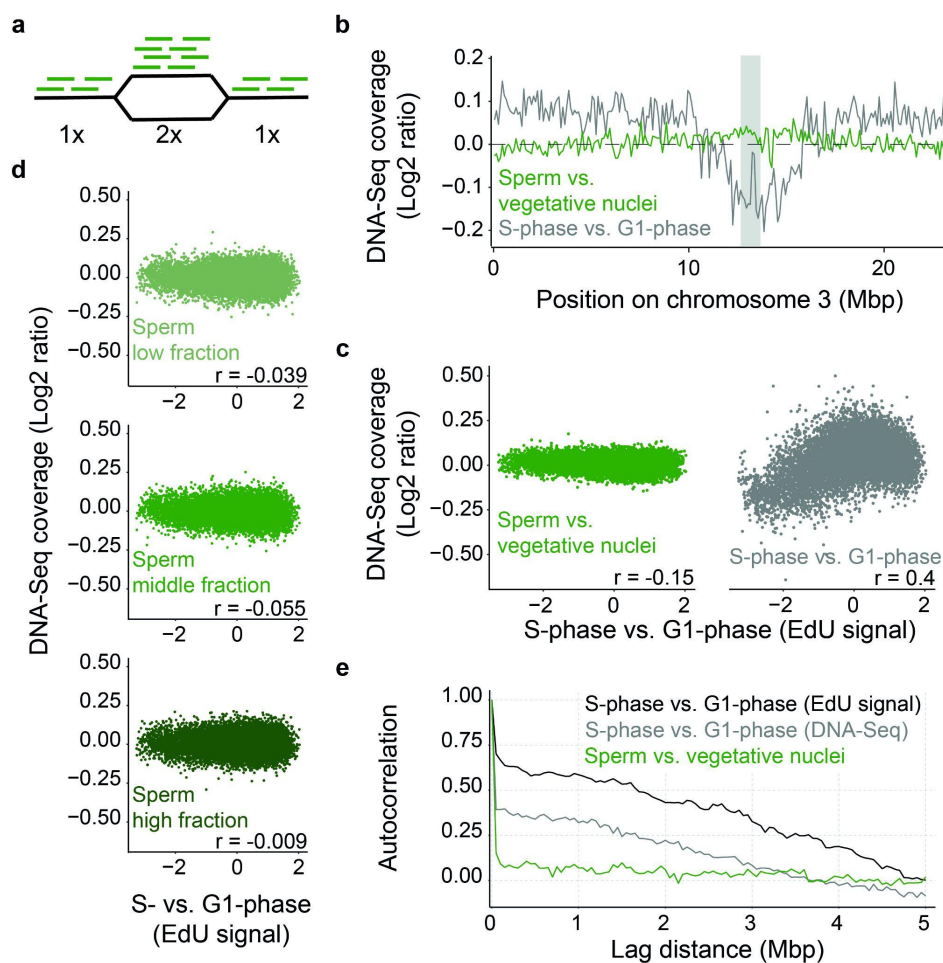 a
1x
2x
1x
b
DNA-Seq coverage
(Log2 ratio)
0.2
0.1
0.0
−0.1
−0.2
Sperm vs.
vegetative nuclei
S-phase vs. G1-phase
0
10
20
Position on chromosome 3 (Mbp)
c
DNA-Seq coverage
(Log2 ratio)
0.50
0.25
0.00
−0.25
−0.50
Sperm vs.
vegetative nuclei
r = -0.15
S-phase vs. G1-phase
r = 0.4
−2
0
2
−2
0
2
S-phase vs. G1-phase (EdU signal)
d
DNA-Seq coverage (Log2 ratio)
0.50
0.25
0.00
−0.25
−0.50
Sperm
low fraction
r = -0.039
−2
0
2
0.50
0.25
0.00
−0.25
−0.50
Sperm
middle fraction
r = -0.055
−2
0
2
0.50
0.25
0.00
−0.25
−0.50
Sperm
high fraction
r = -0.009
−2
0
2
S- vs. G1-phase
(EdU signal)
e
Autocorrelation
1.00
0.75
0.50
0.25
0.00
S-phase vs. G1-phase (EdU signal)
S-phase vs. G1-phase (DNA-Seq)
Sperm vs. vegetative nuclei
0
1
2
3
4
5
Lag distance (Mbp)